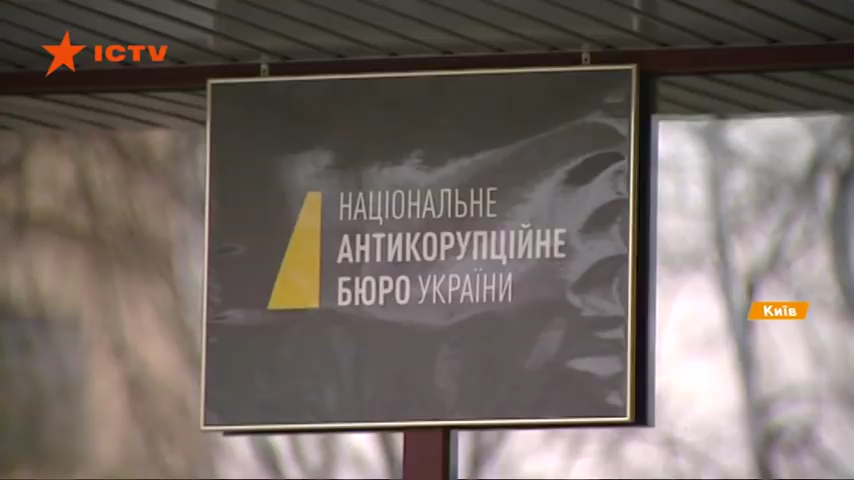 ICTV
НАЦІОНАЛЬНЕ
АНТИКОРУПЦІЙНЕ
БЮРО УКРАЇНИ
Київ